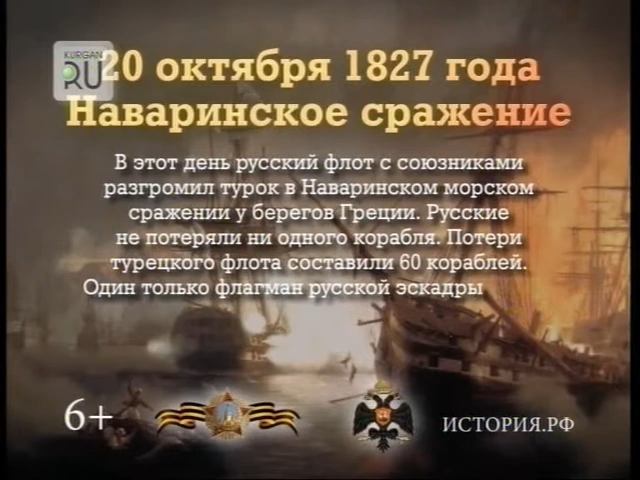 KURGAN
RU
20 октября 1827 года
Наваринское сражение
В этот день русский флот с союзниками
разгромил турок в Наваринском морском
сражении у берегов Греции. Русские
не потеряли ни одного корабля. Потери
турецкого флота составили 60 кораблей.
Один только флагман русской эскадры
6+
ИСТОРИЯ.РФ